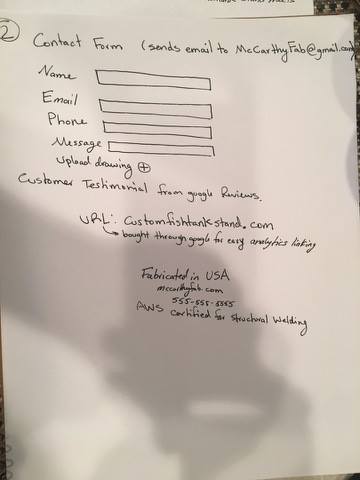 2
Contact Form (sends email to McCarthyFab@gmail.com)
Name
Email
Phone
Message
Upload drawing
Customer Testimonial from google Reviews.
URL: Customfishtankstand.com
bought through google for easy analytics linking
Fabricated in USA
mccarthyfab.com
555-555-5555
AWS Certified for Structural Welding